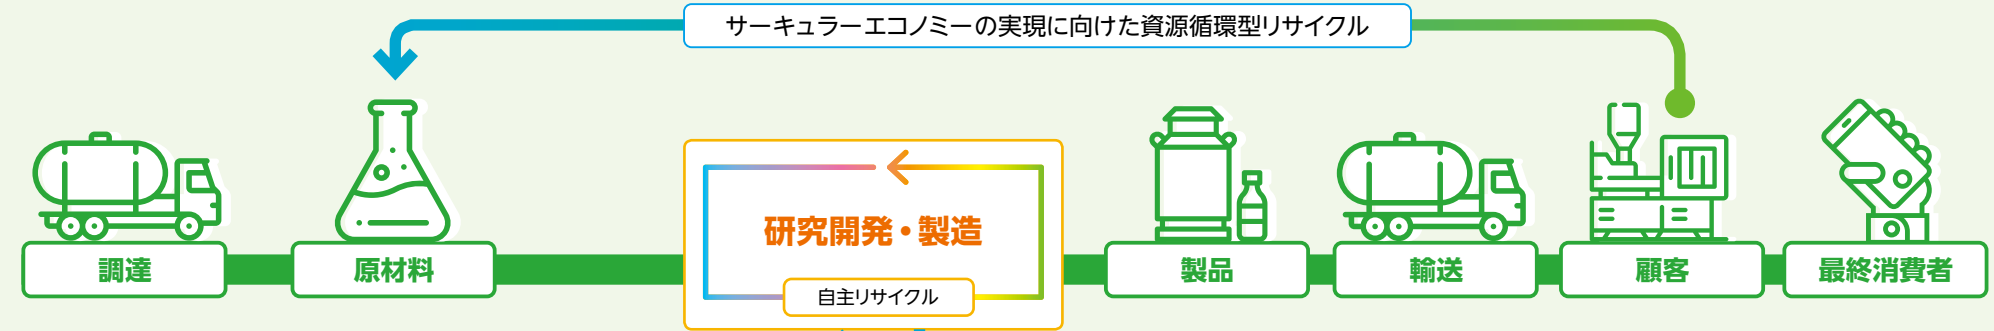 サーキュラーエコノミーの実現に向けた資源循環型リサイクル
調達
原材料
研究開発・製造
自主リサイクル
製品
輸送
顧客
最終消費者